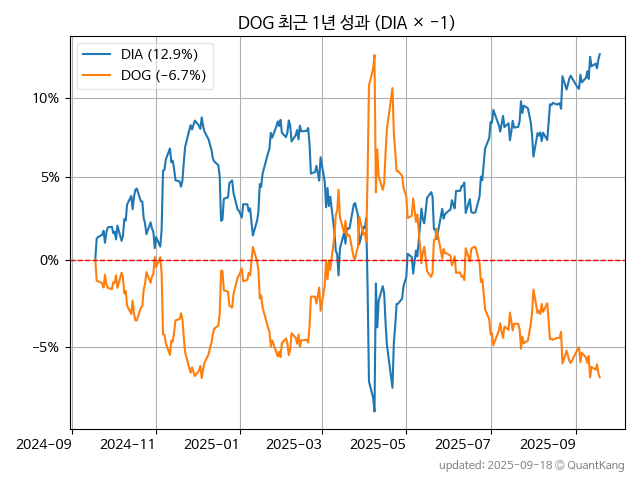 DOG 최근 1년 성과 (DIA × −1)
DIA (12.9%)
DOG (−6.7%)
10%
5%
0%
−5%
2024−09
2024−11
2025−01
2025−03
2025−05
2025−07
2025−09
updated: 2025-09-18 © QuantKang